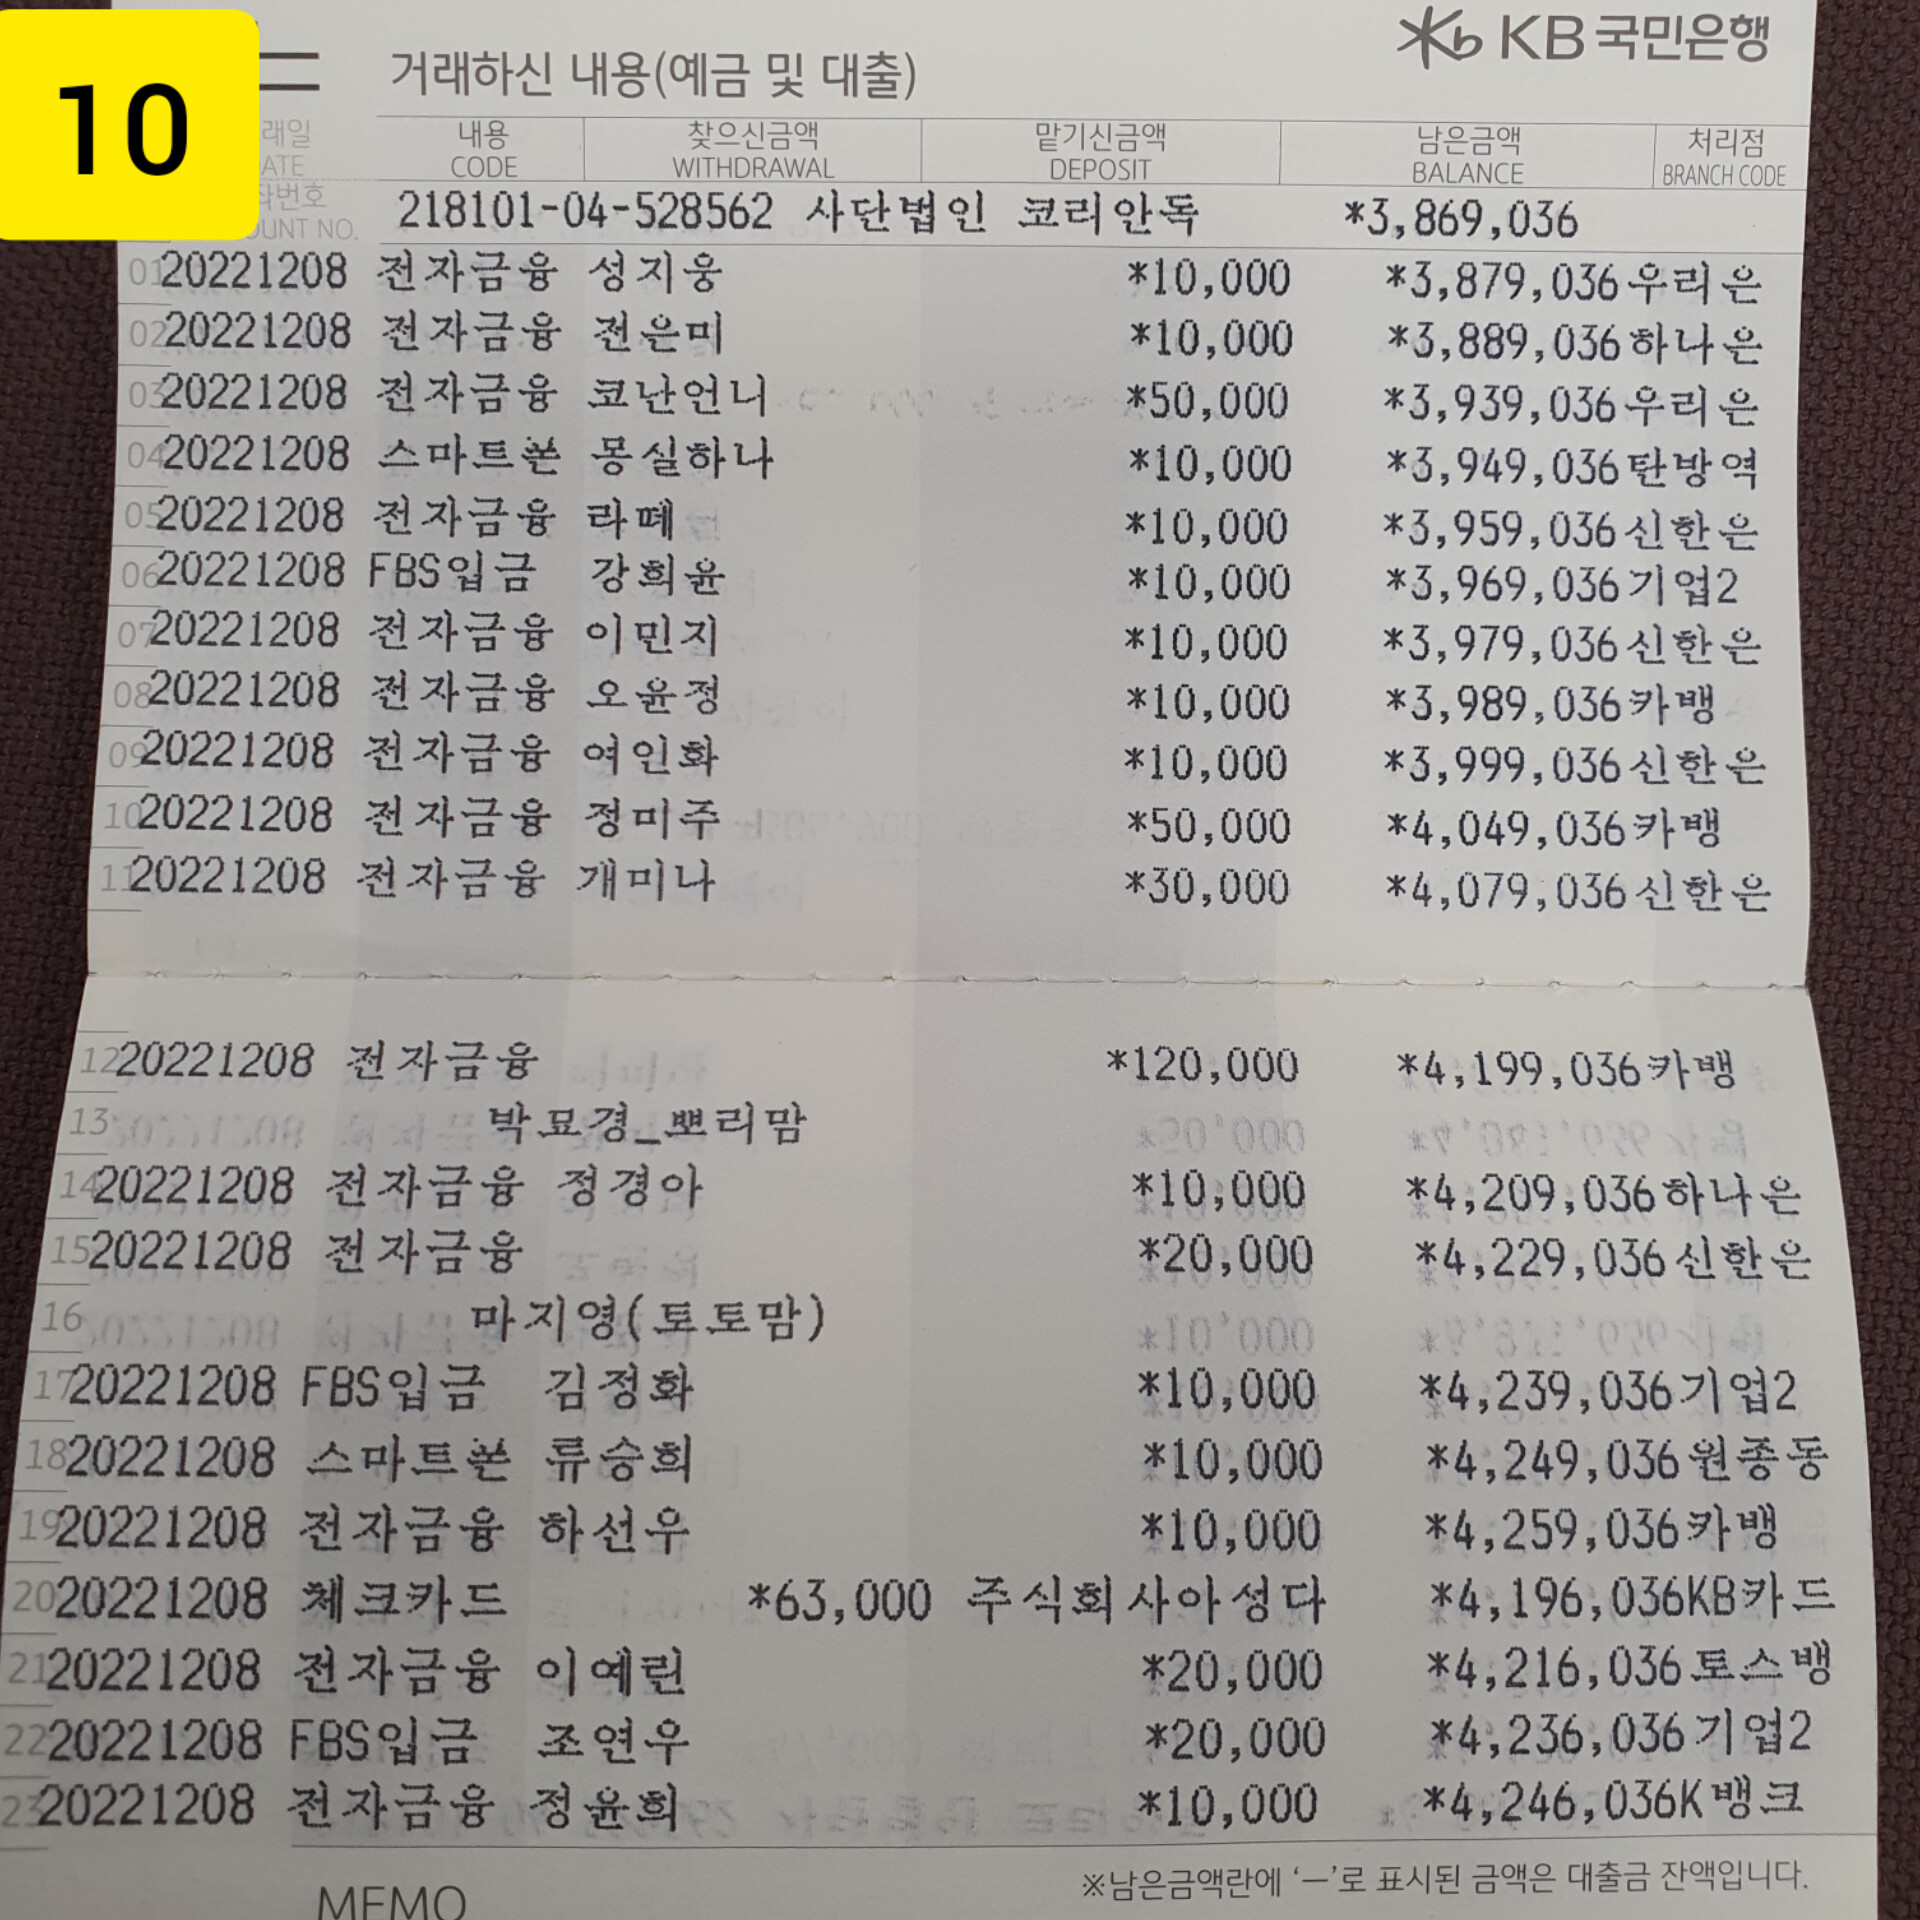 10
KB 국민은행
거래하신 내용(예금 및 대출)
래일 내용 찾으신금액 맡기신금액 남은금액 처리점
ATE CODE WITHDRAWAL DEPOSIT BALANCE BRANCH CODE
좌번호
OUNT NO. 218101-04-528562 사단법인 코리안독 *3,869,036
01 20221208 전자금융 성지웅 *10,000 *3,879,036 우리은
02 20221208 전자금융 전은미 *10,000 *3,889,036 하나은
03 20221208 전자금융 코난언니 *50,000 *3,939,036 우리은
04 20221208 스마트폰 몽실하나 *10,000 *3,949,036 탄방역
05 20221208 전자금융 라떼 *10,000 *3,959,036 신한은
06 20221208 FBS입금 강희윤 *10,000 *3,969,036 기업2
07 20221208 전자금융 이민지 *10,000 *3,979,036 신한은
08 20221208 전자금융 오윤정 *10,000 *3,989,036 카뱅
09 20221208 전자금융 여인화 *10,000 *3,999,036 신한은
10 20221208 전자금융 정미주 *50,000 *4,049,036 카뱅
11 20221208 전자금융 개미나 *30,000 *4,079,036 신한은
12 20221208 전자금융 *120,000 *4,199,036 카뱅
13 박묘경_뽀리맘
14 20221208 전자금융 정경아 *10,000 *4,209,036 하나은
15 20221208 전자금융 *20,000 *4,229,036 신한은
16 마지영(토토맘)
17 20221208 FBS입금 김정화 *10,000 *4,239,036 기업2
18 20221208 스마트폰 류승희 *10,000 *4,249,036 원종동
19 20221208 전자금융 하선우 *10,000 *4,259,036 카뱅
20 20221208 체크카드 *63,000 주식회사아성다 *4,196,036 KB카드
21 20221208 전자금융 이예린 *20,000 *4,216,036 토스뱅
22 20221208 FBS입금 조연우 *20,000 *4,236,036 기업2
23 20221208 전자금융 정윤희 *10,000 *4,246,036 K뱅크
※남은금액란에 ‘ㅡ’로 표시된 금액은 대출금 잔액입니다.
MEMO